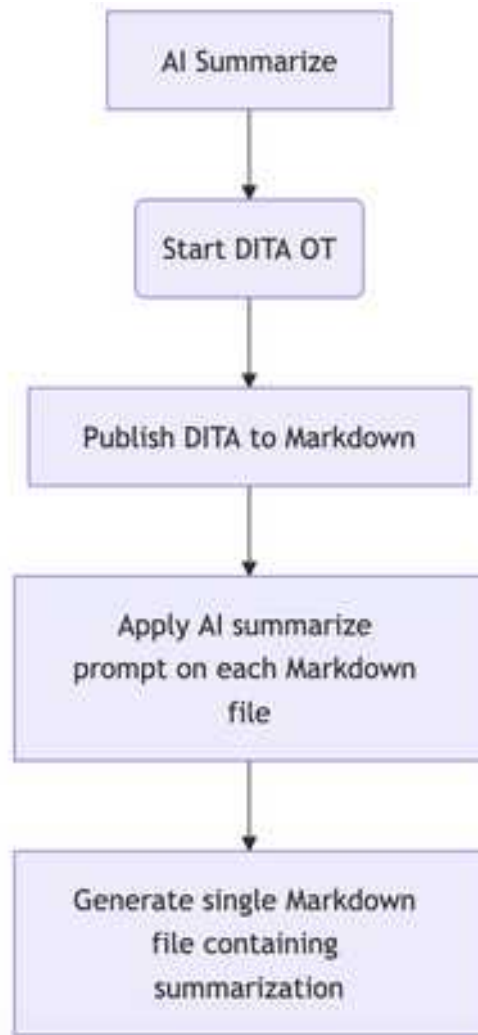 AI Summarize
Start DITA OT
Publish DITA to Markdown
Apply AI summarize
prompt on each Markdown
file
Generate single Markdown
file containing
summarization